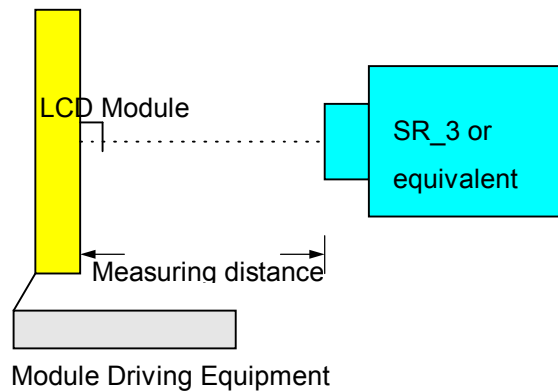 LCD Module
SR_3 or
equivalent
Measuring distance
Module Driving Equipment